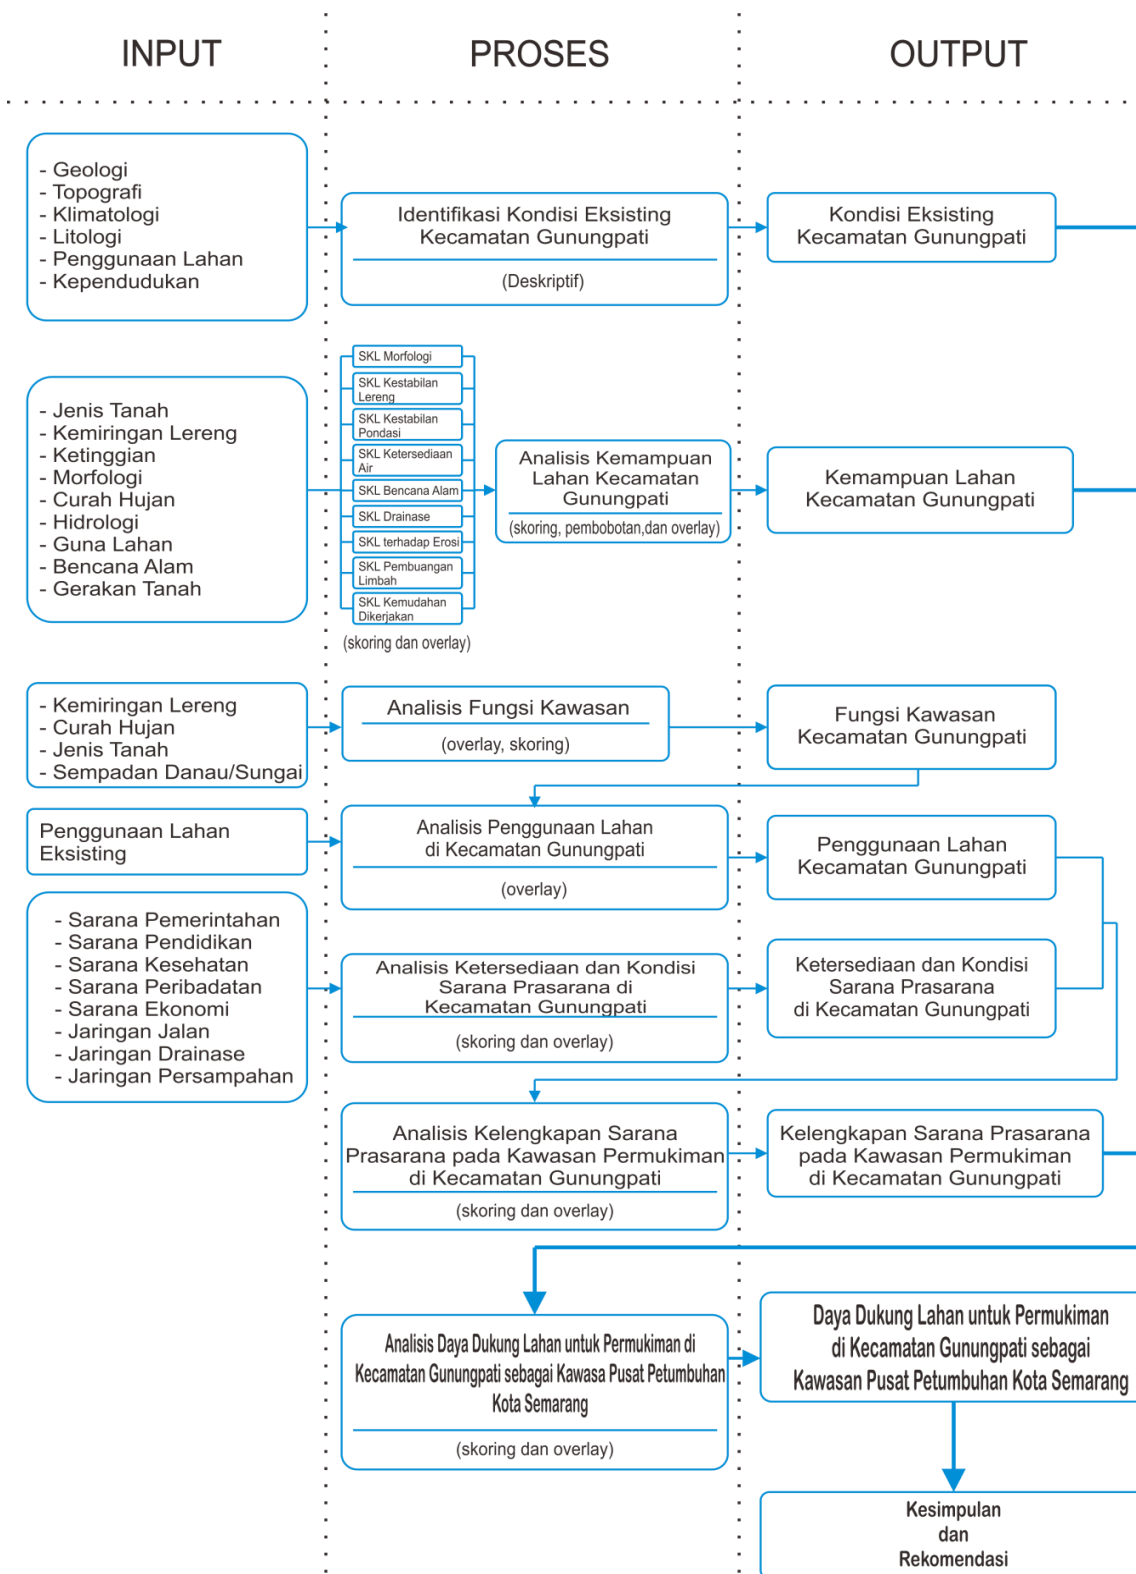 INPUT
PROSES
OUTPUT
- Geologi
- Topografi
- Klimatologi
- Litologi
- Penggunaan Lahan
- Kependudukan
Identifikasi Kondisi Eksisting
Kecamatan Gunungpati
(Deskriptif)
Kondisi Eksisting
Kecamatan Gunungpati
- Jenis Tanah
- Kemiringan Lereng
- Ketinggian
- Morfologi
- Curah Hujan
- Hidrologi
- Guna Lahan
- Bencana Alam
- Gerakan Tanah
SKL Morfologi
SKL Kestabilan
Lereng
SKL Kestabilan
Pondasi
SKL Ketersediaan
Air
SKL Bencana Alam
SKL Drainase
SKL terhadap Erosi
SKL Pembuangan
Limbah
SKL Kemudahan
Dikerjakan
(skoring dan overlay)
Analisis Kemampuan
Lahan Kecamatan
Gunungpati
(skoring, pembobotan,dan overlay)
Kemampuan Lahan
Kecamatan Gunungpati
- Kemiringan Lereng
- Curah Hujan
- Jenis Tanah
- Sempadan Danau/Sungai
Analisis Fungsi Kawasan
(overlay, skoring)
Fungsi Kawasan
Kecamatan Gunungpati
Penggunaan Lahan
Eksisting
Analisis Penggunaan Lahan
di Kecamatan Gunungpati
(overlay)
Penggunaan Lahan
Kecamatan Gunungpati
- Sarana Pemerintahan
- Sarana Pendidikan
- Sarana Kesehatan
- Sarana Peribadatan
- Sarana Ekonomi
- Jaringan Jalan
- Jaringan Drainase
- Jaringan Persampahan
Analisis Ketersediaan dan Kondisi
Sarana Prasarana di
Kecamatan Gunungpati
(skoring dan overlay)
Ketersediaan dan Kondisi
Sarana Prasarana
di Kecamatan Gunungpati
Analisis Kelengkapan Sarana
Prasarana pada Kawasan Permukiman
di Kecamatan Gunungpati
(skoring dan overlay)
Kelengkapan Sarana Prasarana
pada Kawasan Permukiman
di Kecamatan Gunungpati
Analisis Daya Dukung Lahan untuk Permukiman di
Kecamatan Gunungpati sebagai Kawasa Pusat Petumbuhan
Kota Semarang
(skoring dan overlay)
Daya Dukung Lahan untuk Permukiman
di Kecamatan Gunungpati sebagai
Kawasan Pusat Petumbuhan Kota Semarang
Kesimpulan
dan
Rekomendasi